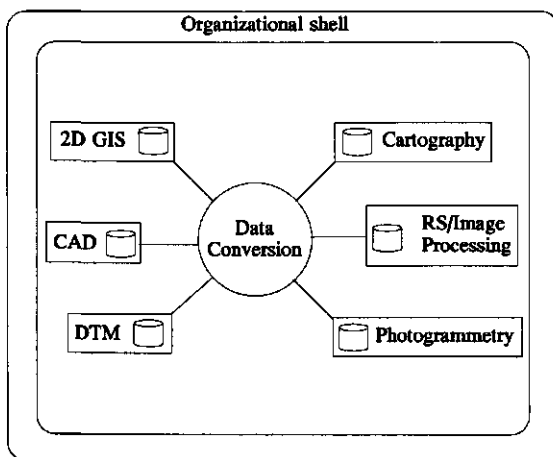 Organizational shell
2D GIS
Cartography
CAD
Data
Conversion
RS/Image
Processing
DTM
Photogrammetry